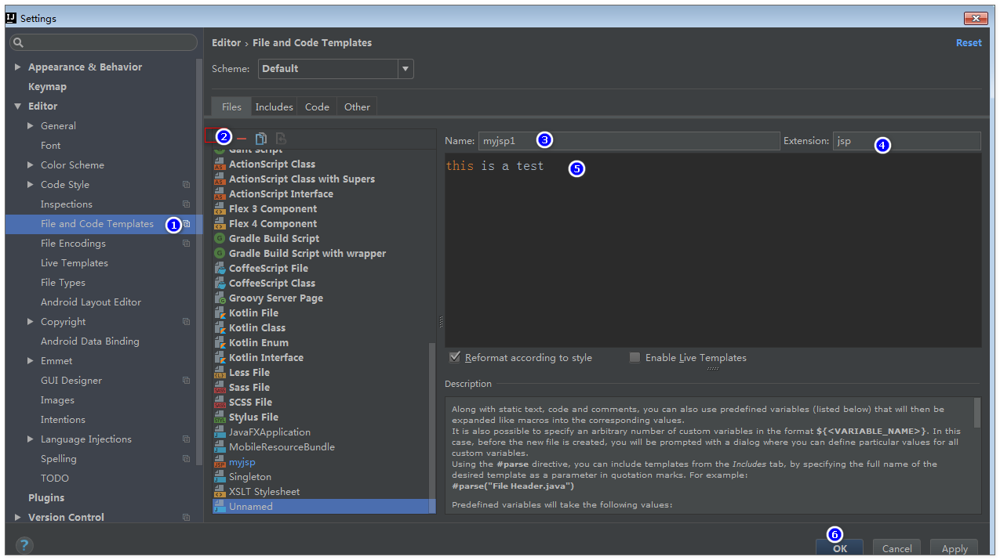 Settings
Editor › File and Code Templates
Reset
Scheme: Default
Appearance & Behavior
Keymap
Editor
General
Font
Color Scheme
Code Style
Inspections
File and Code Templates 1
File Encodings
Live Templates
File Types
Android Layout Editor
Copyright
Android Data Binding
Emmet
GUI Designer
Images
Intentions
Language Injections
Spelling
TODO
Plugins
Version Control
Files Includes Code Other
2
Gant Script
ActionScript Class
ActionScript Class with Supers
ActionScript Interface
Flex 3 Component
Flex 4 Component
Gradle Build Script
Gradle Build Script with wrapper
CoffeeScript File
CoffeeScript Class
Groovy Server Page
Kotlin File
Kotlin Class
Kotlin Enum
Kotlin Interface
Less File
Sass File
SCSS File
Stylus File
JavaFXApplication
MobileResourceBundle
myjsp
Singleton
XSLT Stylesheet
Unnamed
Name: myjsp1 3 Extension: jsp 4
this is a test 5
Reformat according to style Enable Live Templates
Description
Along with static text, code and comments, you can also use predefined variables (listed below) that will then be
expanded like macros into the corresponding values.
It is also possible to specify an arbitrary number of custom variables in the format ${<VARIABLE_NAME>}. In this
case, before the new file is created, you will be prompted with a dialog where you can define particular values for all
custom variables.
Using the #parse directive, you can include templates from the Includes tab, by specifying the full name of the
desired template as a parameter in quotation marks. For example:
#parse("File Header.java")
Predefined variables will take the following values:
6
? OK Cancel Apply